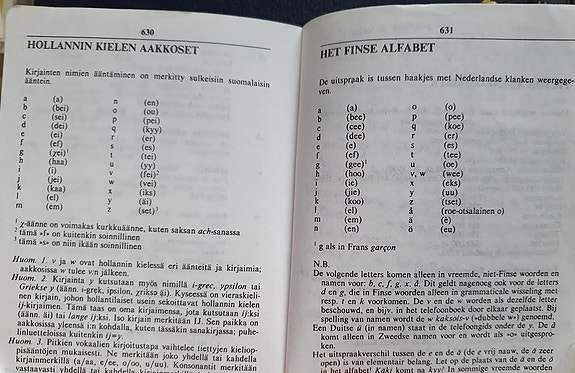 630
HOLLANNIN KIELEN AAKKOSET
Kirjainten nimien ääntäminen on merkitty sulkeisiin suomalaisin
ääntein.
a (a) n (en)
b (bei) o (ou)
c (sei) p (pei)
d (dei) q (kyy)
e (ei) r (er)
f (ef) s (es)
g (χei)¹ t (tei)
h (haa) u (yy)
i (i) v (fei)²
j (jei) w (vei)
k (kaa) x (iks)
l (el) y (äi)
m (em) z (set)³
¹ χ-äänne on voimakas kurkkuäänne, kuten saksan ach-sanassa
² tämä »f» on kuitenkin soinnillinen
³ tämä »s» on niin ikään soinnillinen
Huom. 1. v ja w ovat hollannin kielessä eri äänteitä ja kirjaimia;
aakkosissa w tulee v:n jälkeen.
Huom. 2. Kirjainta y kutsutaan myös nimillä i-grec, ypsilon tai
Griekse y (äänn. i-grek, ipsilon, χriksə äi). Kyseessä on vieraskieli-
nen kirjain, johon hollantilaiset usein sekoittavat hollannin kielen
ij-kirjaimen. Tämä taas on oma kirjaimensa, jota kutsutaan ij:ksi
(äänn. äi) tai lange ij:ksi. Iso kirjain merkitään IJ. Sen paikka on
aakkosissa yleensä i:n kohdalla, kuten tässäkin sanakirjassa; puhe-
linluetteloissa kuitenkin ij=y.
Huom. 3. Pitkien vokaalien kirjoitustapa vaihtelee tiettyjen kieliop-
pisääntöjen mukaisesti. Ne merkitään joko yhdellä tai kahdella
kirjainmerkillä (a/aa, e/ee, o/oo, u/uu). Konsonantit merkitään
vastaavasti yhdellä tai kahdella
631
HET FINSE ALFABET
De uitspraak is tussen haakjes met Nederlandse klanken weergege-
ven.
a (a) o (o)
b (bee) p (pee)
c (cee) q (koe)
d (dee) r (er)
e (e) s (es)
f (ef) t (tee)
g (gee)¹ u (oe)
h (hoo) v, w (wee)
i (ie) x (eks)
j (jie) y (uu)
k (koo) z (tset)
l (el) å (roe-otsalainen o)
m (em) ä (è)
n (en) ö (eu)
¹ g als in Frans garçon
N.B.
De volgende letters komen alleen in vreemde, niet-Finse woorden en
namen voor: b, c, f, g, x, å. Dit geldt nagenoeg ook voor de letters
d en g, die in Finse woorden alleen in grammaticale wisseling met
resp. t en k voorkomen. De v en de w worden als dezelfde letter
beschouwd, en bijv. in het telefoonboek door elkaar geplaatst. Bij
spelling van namen wordt de w kaksois-v («dubbele w») genoemd.
Een Duitse ü (in namen) staat in de telefoongids onder de y. De å
komt alleen in Zweedse namen voor en wordt als «o» uitgespro-
ken.
Het uitspraakverschil tussen de e en de ä (de e vrij nauw, de ä zeer
open) is van elementair belang. Let op de plaats van de ä en de ö
in het alfabet! Käki komt na kyy! In sommige vreemde woorden